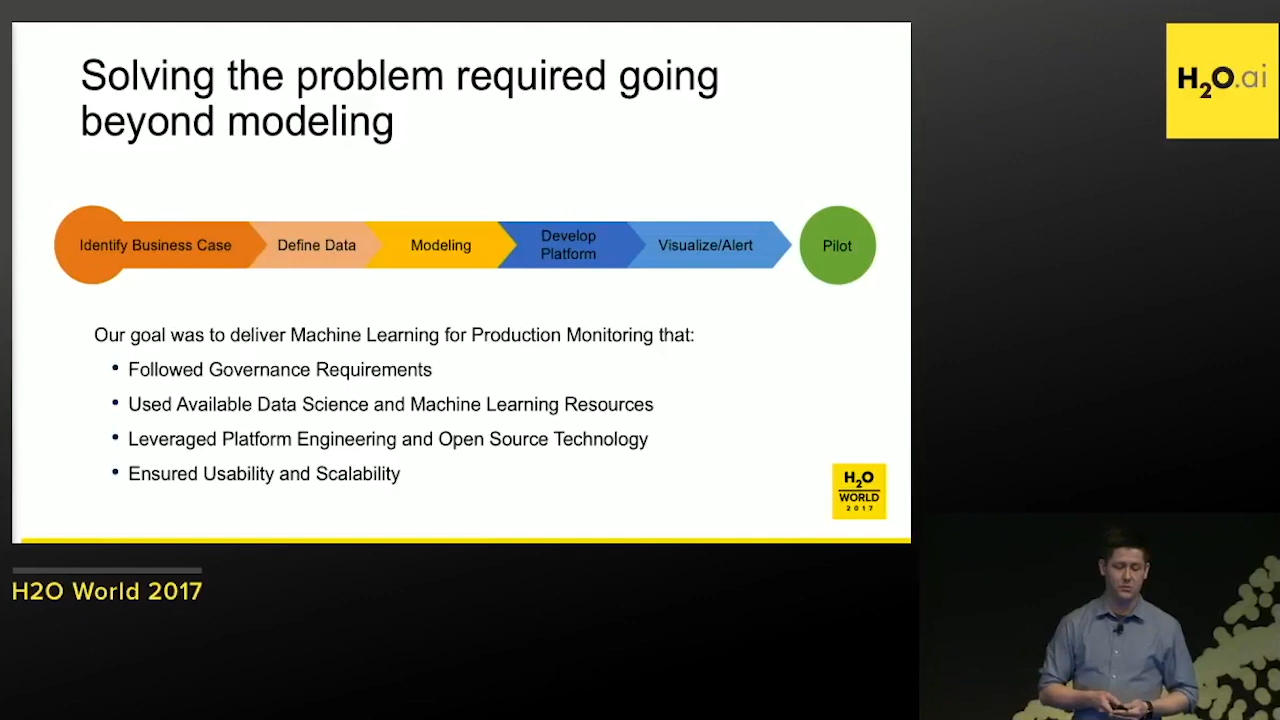 Solving the problem required going
beyond modeling
Identify Business Case
Define Data
Modeling
Develop
Platform
Visualize/Alert
Pilot
Our goal was to deliver Machine Learning for Production Monitoring that:
• Followed Governance Requirements
• Used Available Data Science and Machine Learning Resources
• Leveraged Platform Engineering and Open Source Technology
• Ensured Usability and Scalability
H2O
WORLD
2017
H2O.ai
H2O World 2017